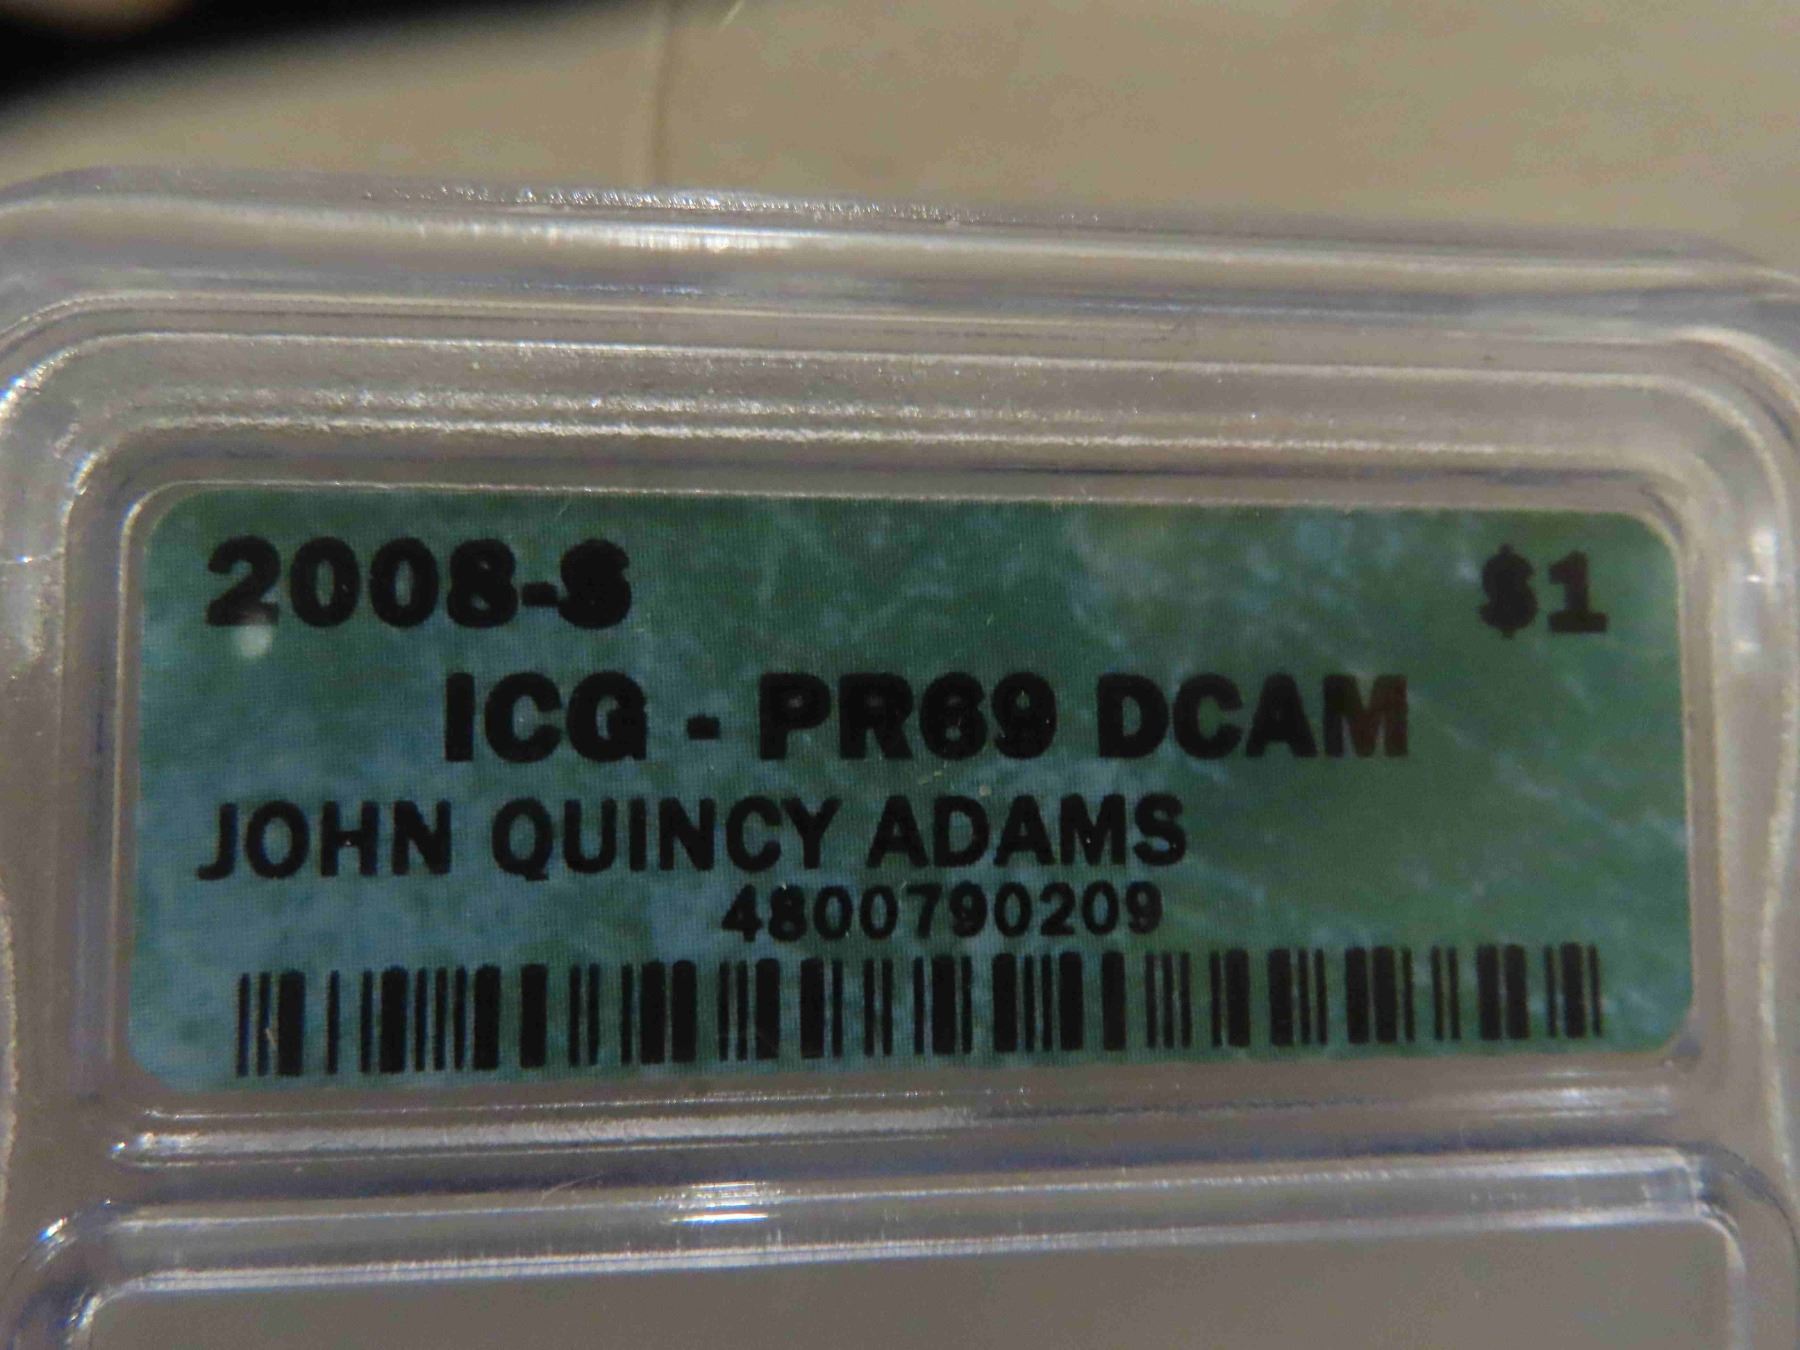 2008-S $1
ICG - PR69 DCAM
JOHN QUINCY ADAMS
4800790209